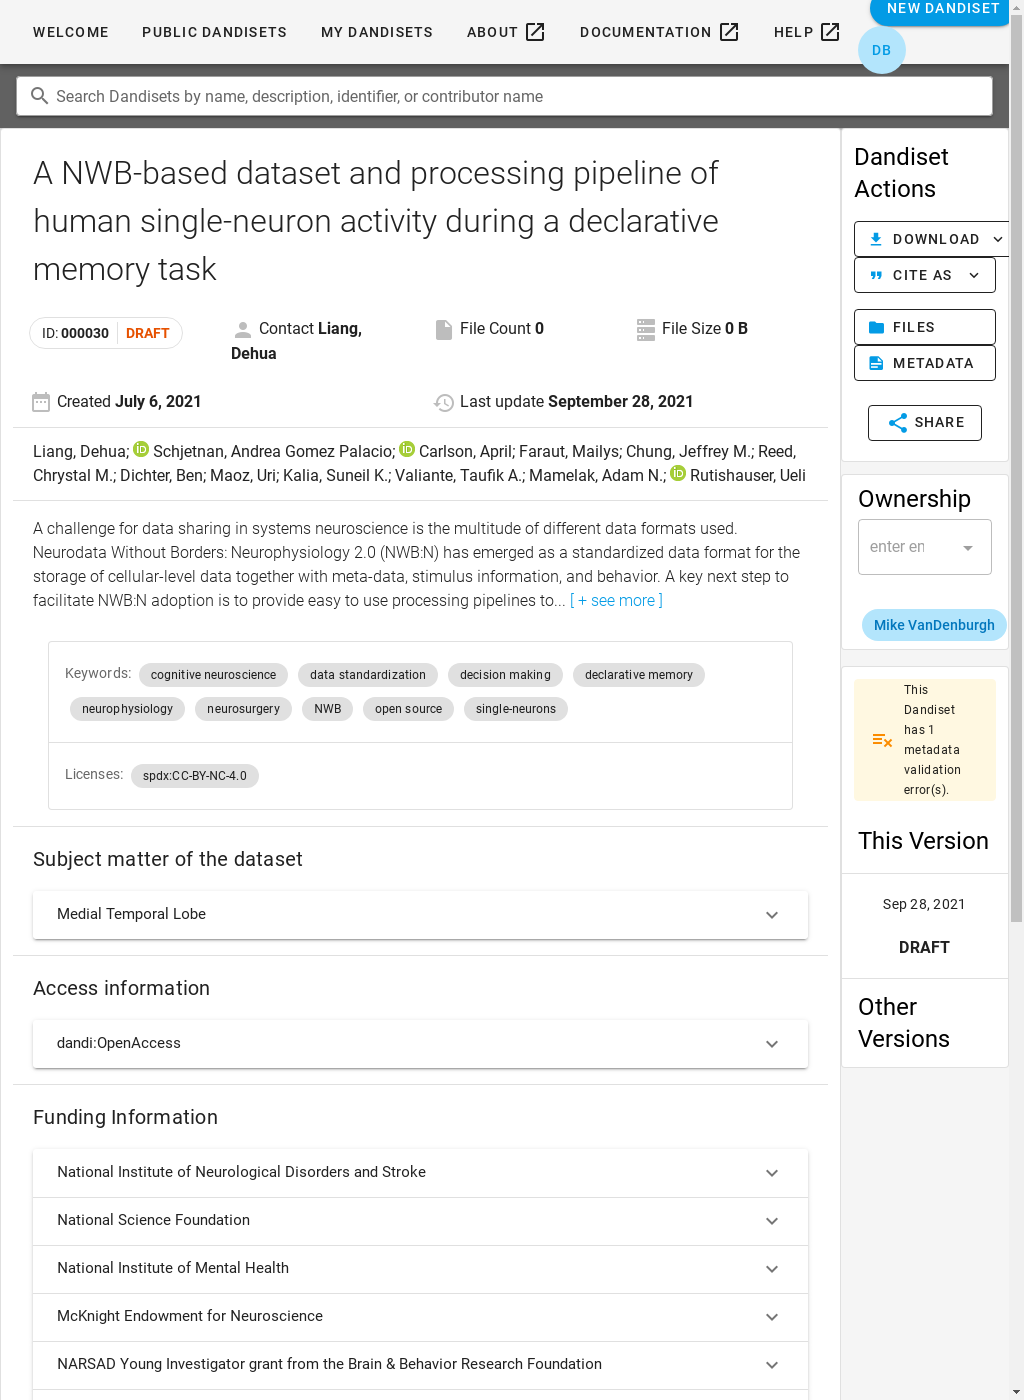 WELCOME PUBLIC DANDISETS MY DANDISETS ABOUT DOCUMENTATION HELP NEW DANDISET
DB
Search Dandisets by name, description, identifier, or contributor name
A NWB-based dataset and processing pipeline of
human single-neuron activity during a declarative
memory task
ID: 000030 DRAFT
Contact Liang,
Dehua
File Count 0
File Size 0 B
Created July 6, 2021
Last update September 28, 2021
Liang, Dehua; iD Schjetnan, Andrea Gomez Palacio; iD Carlson, April; Faraut, Mailys; Chung, Jeffrey M.; Reed,
Chrystal M.; Dichter, Ben; Maoz, Uri; Kalia, Suneil K.; Valiante, Taufik A.; Mamelak, Adam N.; iD Rutishauser, Ueli
A challenge for data sharing in systems neuroscience is the multitude of different data formats used.
Neurodata Without Borders: Neurophysiology 2.0 (NWB:N) has emerged as a standardized data format for the
storage of cellular-level data together with meta-data, stimulus information, and behavior. A key next step to
facilitate NWB:N adoption is to provide easy to use processing pipelines to... [ + see more ]
Keywords: cognitive neuroscience data standardization decision making declarative memory
neurophysiology neurosurgery NWB open source single-neurons
Licenses: spdx:CC-BY-NC-4.0
Subject matter of the dataset
Medial Temporal Lobe
Access information
dandi:OpenAccess
Funding Information
National Institute of Neurological Disorders and Stroke
National Science Foundation
National Institute of Mental Health
McKnight Endowment for Neuroscience
NARSAD Young Investigator grant from the Brain & Behavior Research Foundation
Dandiset
Actions
DOWNLOAD
CITE AS
FILES
METADATA
SHARE
Ownership
enter en
Mike VanDenburgh
This
Dandiset
has 1
metadata
validation
error(s).
This Version
Sep 28, 2021
DRAFT
Other
Versions